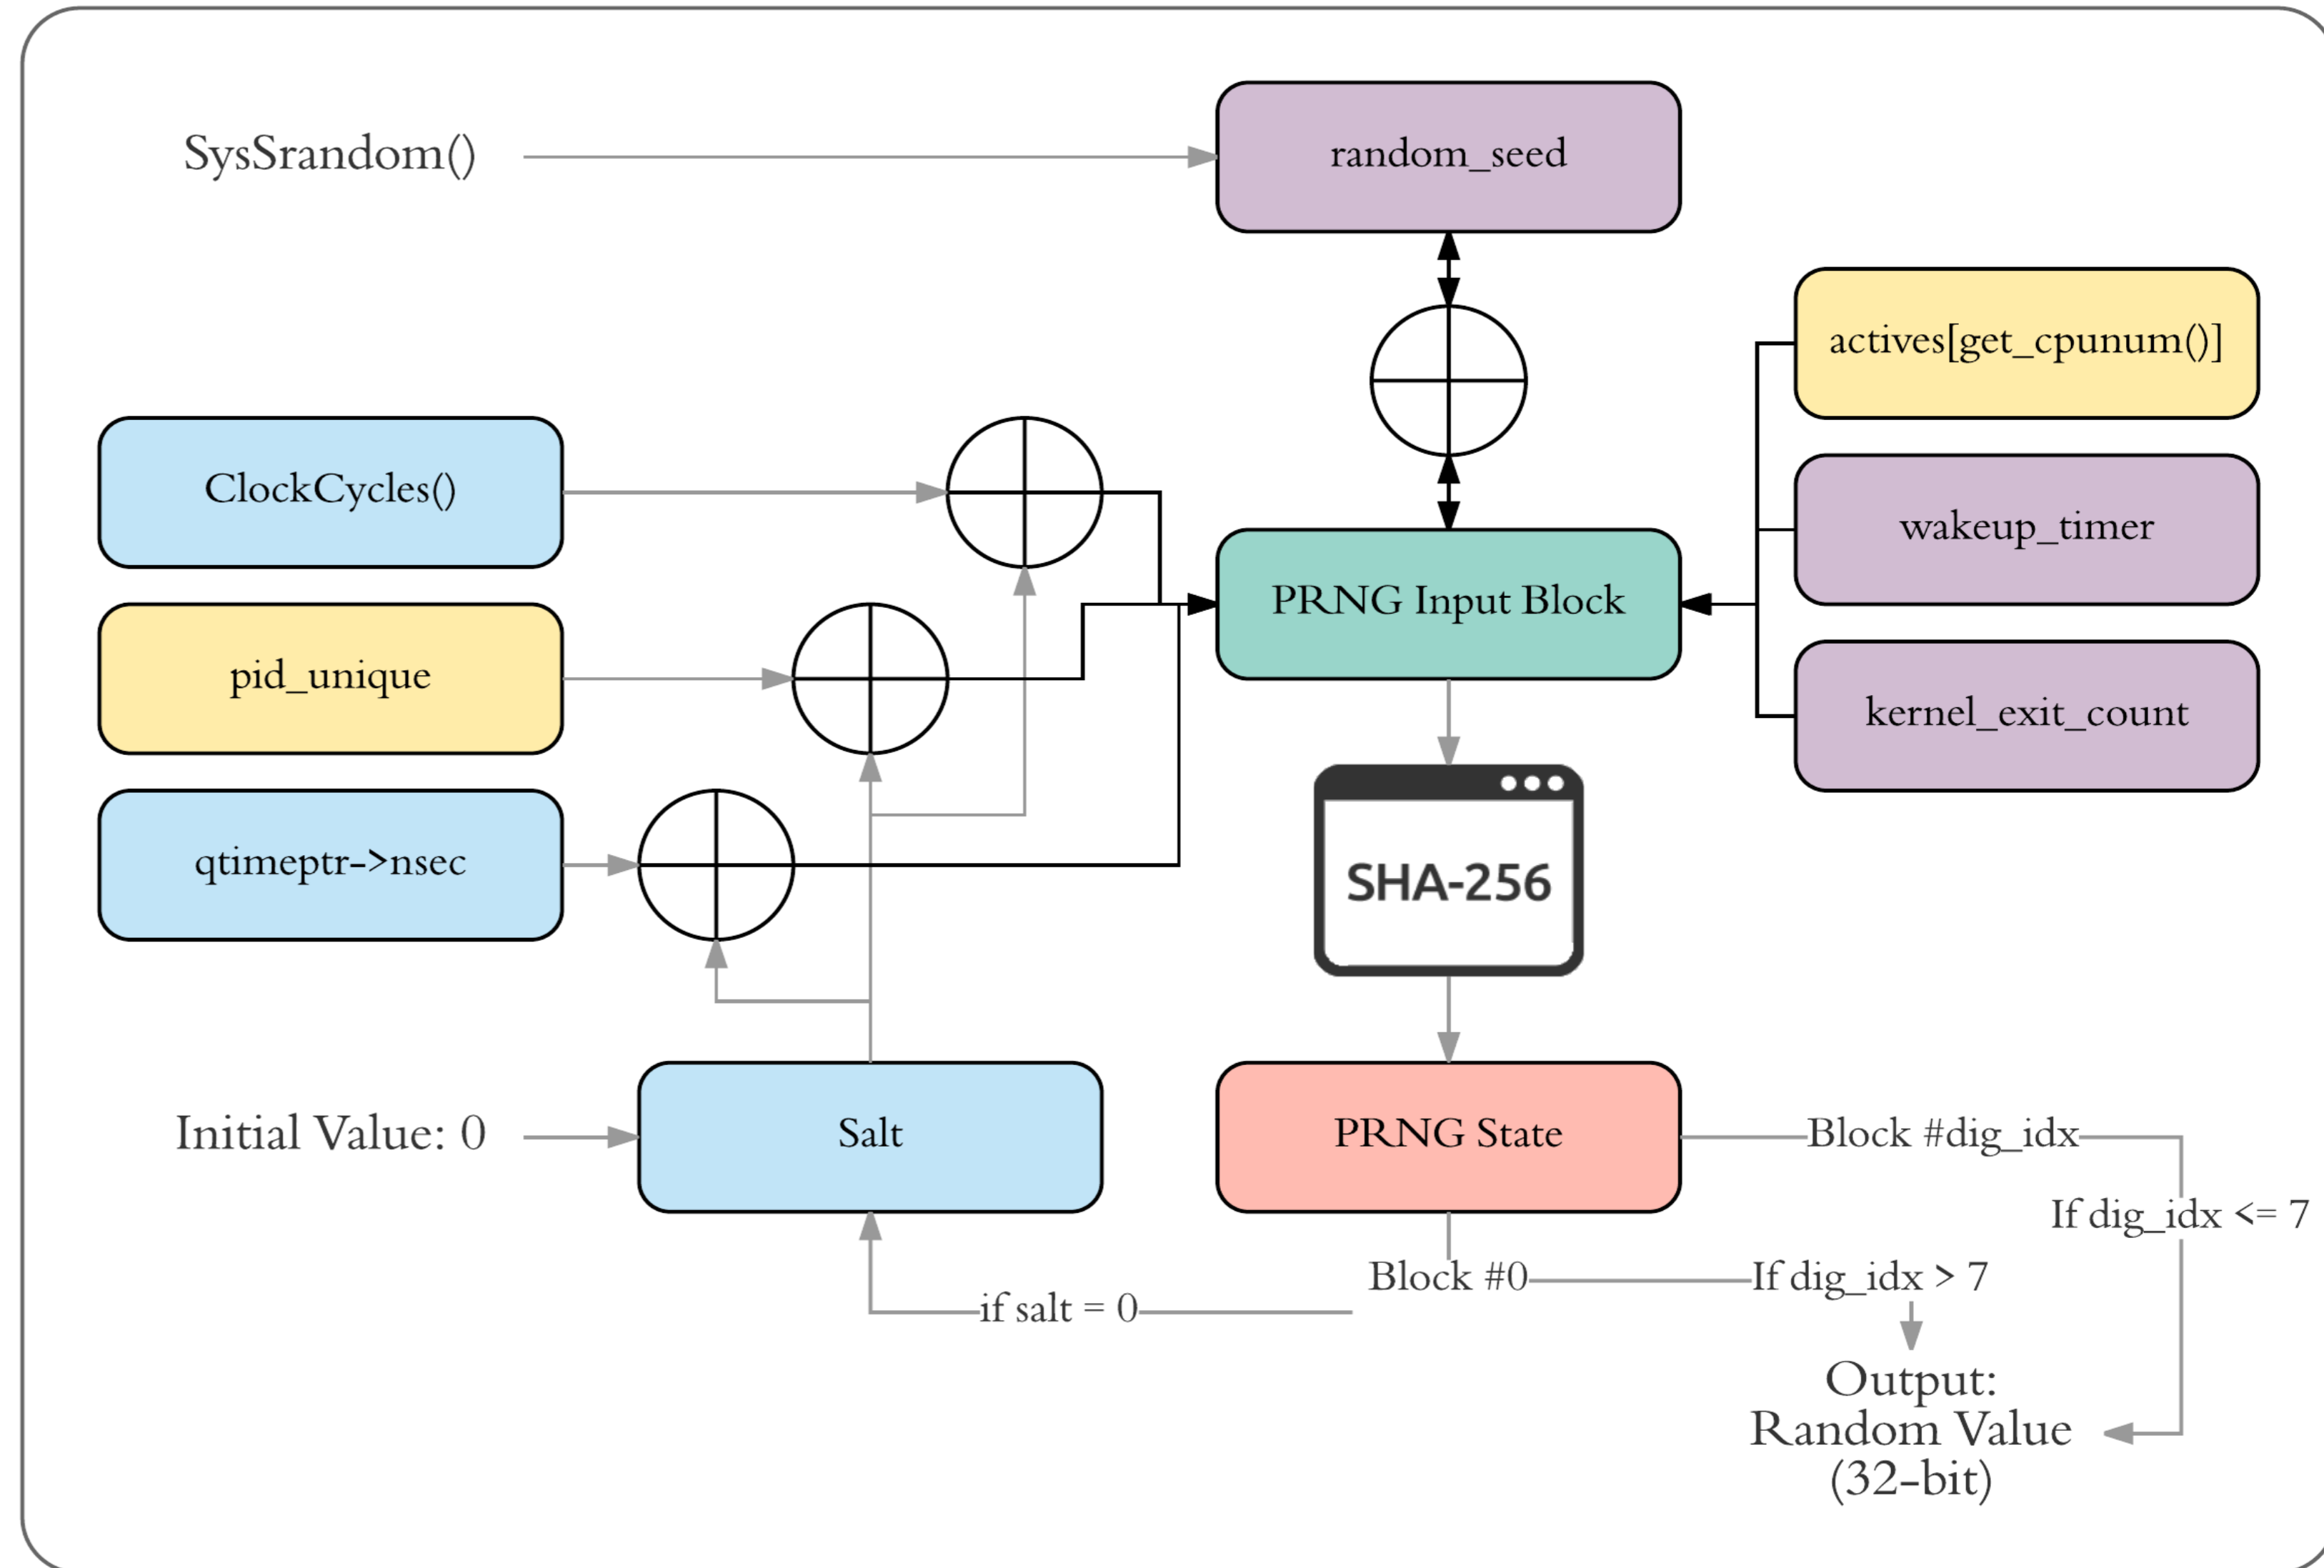 SysSrandom()
random_seed
actives[get_cpunum()]
ClockCycles()
wakeup_timer
PRNG Input Block
pid_unique
kernel_exit_count
qtimeptr->nsec
SHA-256
Initial Value: 0
Salt
PRNG State
Block #dig_idx
If dig_idx <= 7
Block #0
If dig_idx > 7
if salt = 0
Output:
Random Value
(32-bit)